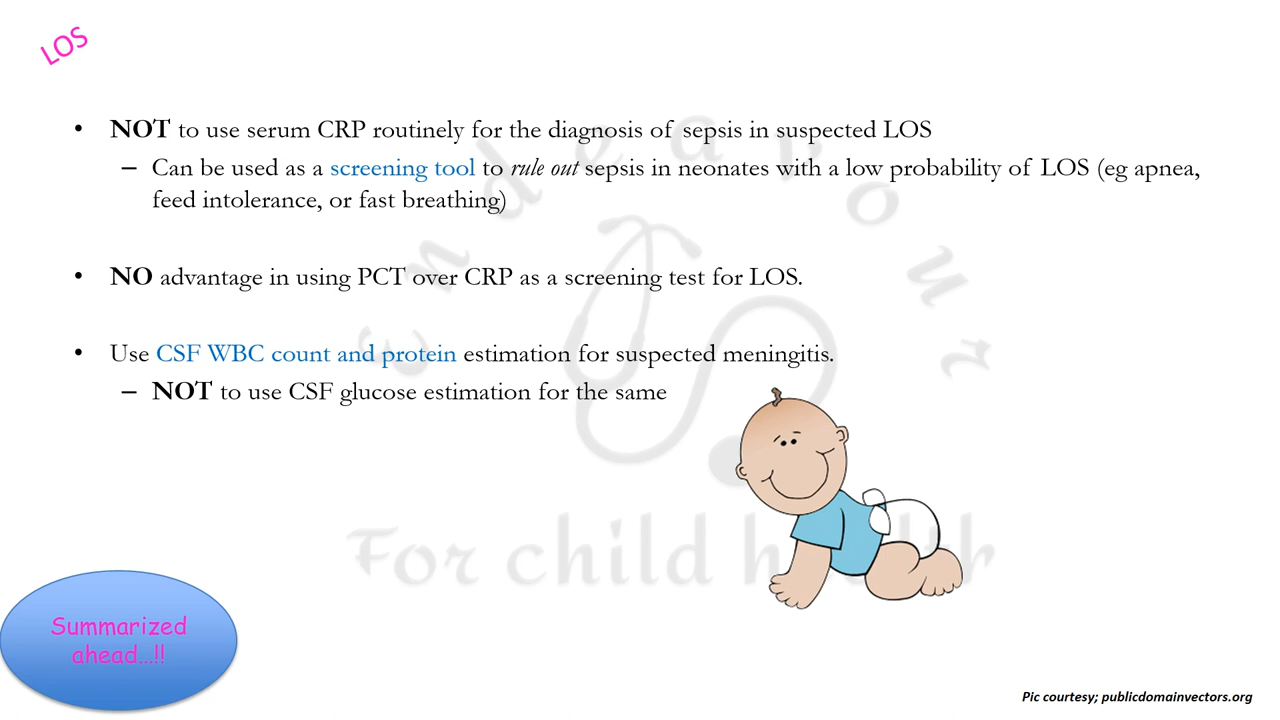 LOS
• NOT to use serum CRP routinely for the diagnosis of sepsis in suspected LOS
– Can be used as a screening tool to rule out sepsis in neonates with a low probability of LOS (eg apnea,
feed intolerance, or fast breathing)
• NO advantage in using PCT over CRP as a screening test for LOS.
• Use CSF WBC count and protein estimation for suspected meningitis.
– NOT to use CSF glucose estimation for the same
Endeavour
For child health
Summarized
ahead...!!
Pic courtesy; publicdomainvectors.org